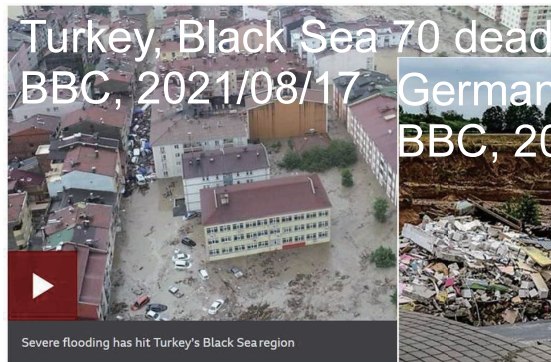 Turkey, Black Sea 70 dead
BBC, 2021/08/17
German
BBC, 20
Severe flooding has hit Turkey's Black Sea region